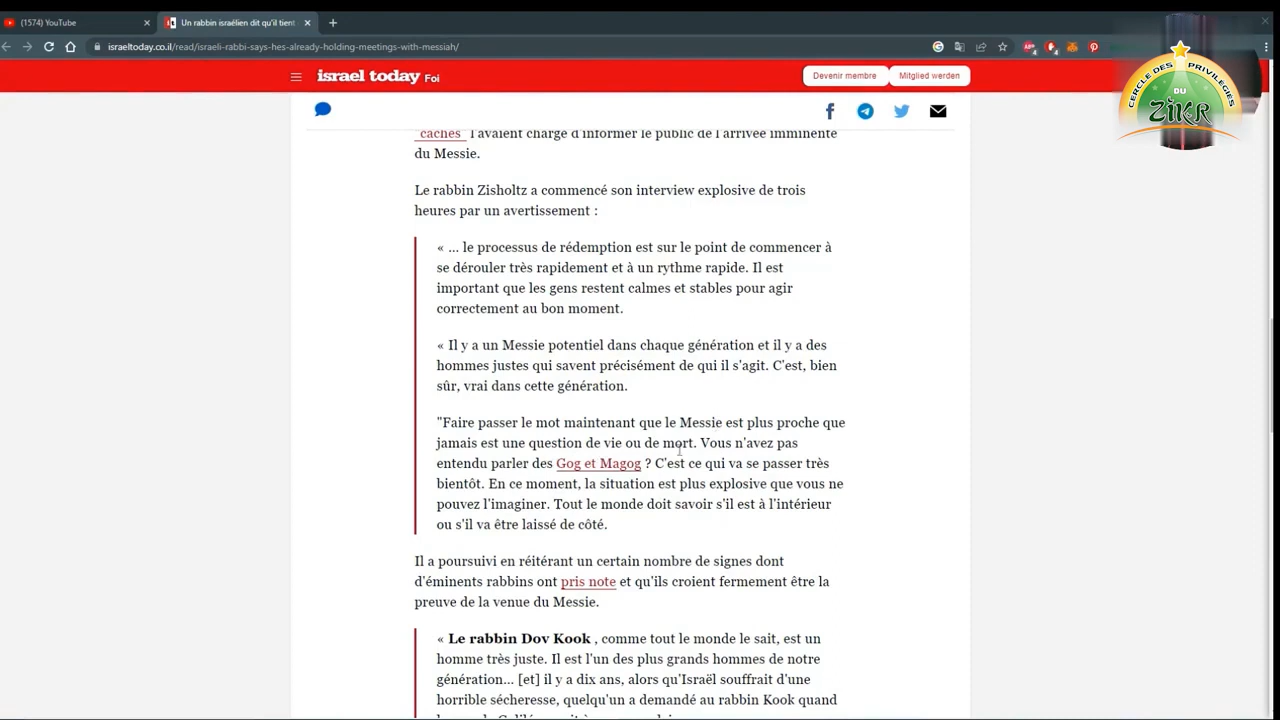 (1574) YouTube
Un rabbin israélien dit qu'il tient
israeltoday.co.il/read/israeli-rabbi-says-hes-already-holding-meetings-with-messiah/
israel today Foi
Devenir membre
Mitglied werden
CERCLE DES PRIVILÉGIÉS
DU
ZIKR
"cachés" l'avaient chargé d'informer le public de l'arrivée imminente
du Messie.
Le rabbin Zisholtz a commencé son interview explosive de trois
heures par un avertissement :
« ... le processus de rédemption est sur le point de commencer à
se dérouler très rapidement et à un rythme rapide. Il est
important que les gens restent calmes et stables pour agir
correctement au bon moment.
« Il y a un Messie potentiel dans chaque génération et il y a des
hommes justes qui savent précisément de qui il s'agit. C'est, bien
sûr, vrai dans cette génération.
"Faire passer le mot maintenant que le Messie est plus proche que
jamais est une question de vie ou de mort. Vous n'avez pas
entendu parler des Gog et Magog ? C'est ce qui va se passer très
bientôt. En ce moment, la situation est plus explosive que vous ne
pouvez l'imaginer. Tout le monde doit savoir s'il est à l'intérieur
ou s'il va être laissé de côté.
Il a poursuivi en réitérant un certain nombre de signes dont
d'éminents rabbins ont pris note et qu'ils croient fermement être la
preuve de la venue du Messie.
« Le rabbin Dov Kook , comme tout le monde le sait, est un
homme très juste. Il est l'un des plus grands hommes de notre
génération... [et] il y a dix ans, alors qu'Israël souffrait d'une
horrible sécheresse, quelqu'un a demandé au rabbin Kook quand